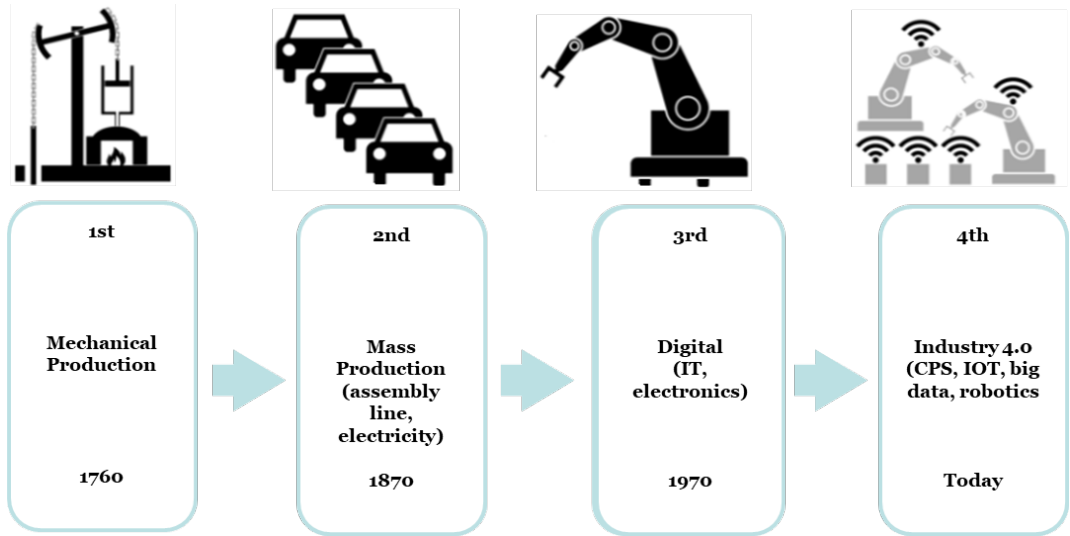 1st
Mechanical
Production
1760
2nd
Mass
Production
(assembly
line,
electricity)
1870
3rd
Digital
(IT,
electronics)
1970
4th
Industry 4.0
(CPS, IOT, big
data, robotics
Today